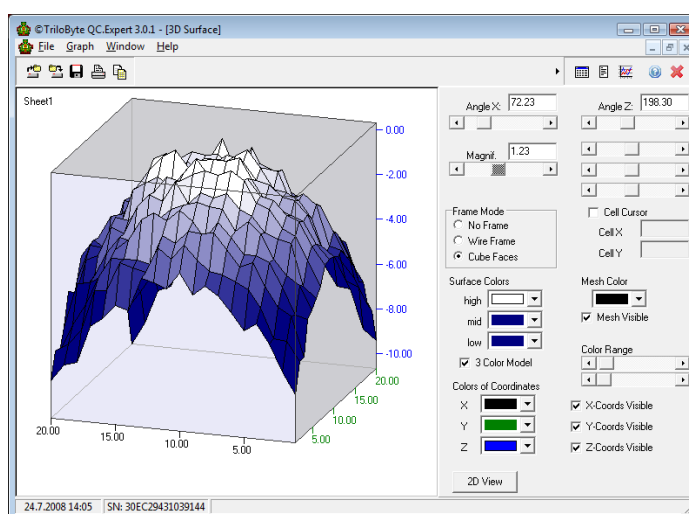 ©TriloByte QC.Expert 3.0.1 - [3D Surface]
File Graph Window Help
Sheet1
0.00
-2.00
-4.00
-6.00
-8.00
-10.00
20.00
15.00
10.00
5.00
20.00
15.00
10.00
5.00
Angle X: 72.23
Angle Z: 198.30
Magnif. 1.23
Frame Mode
No Frame
Wire Frame
Cube Faces
Cell Cursor
Cell X
Cell Y
Surface Colors
high
mid
low
3 Color Model
Mesh Color
Mesh Visible
Color Range
Colors of Coordinates
X
Y
Z
X-Coords Visible
Y-Coords Visible
Z-Coords Visible
2D View
24.7.2008 14:05 SN: 30EC29431039144